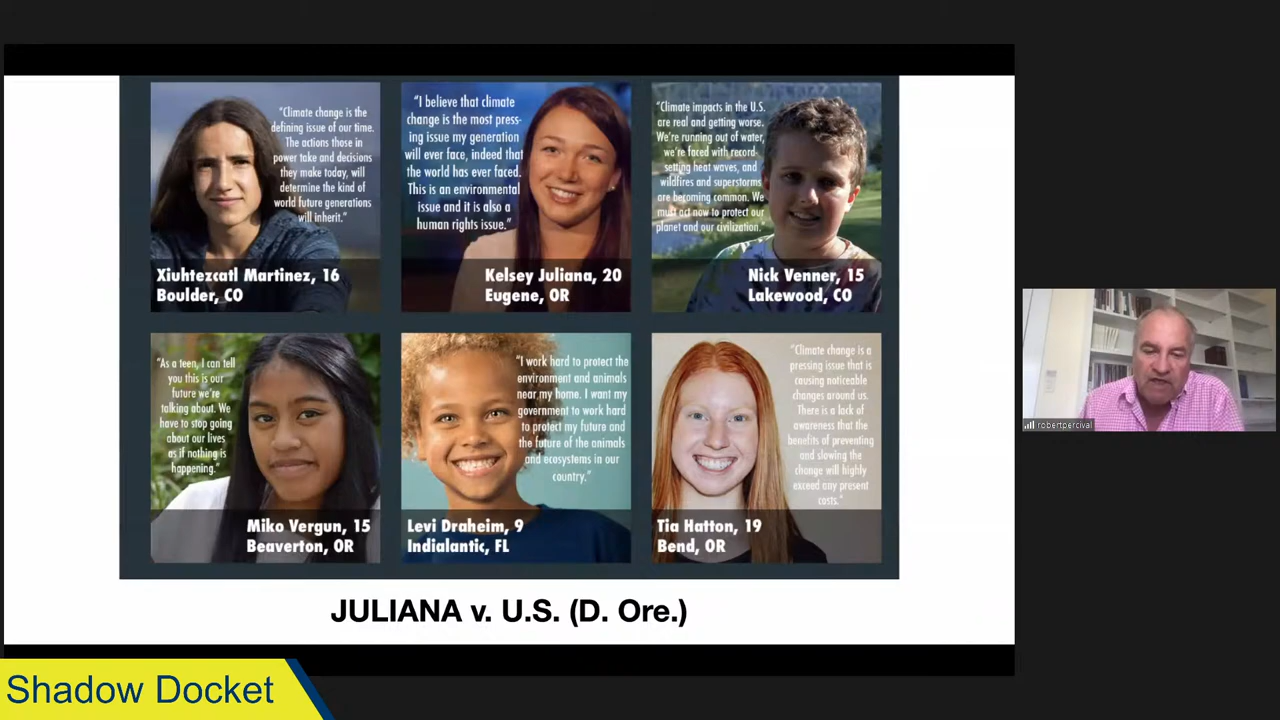 "Climate change is the
defining issue of our time.
The actions those in
power take and decisions
they make today, will
determine the kind of
world future generations
will inherit."
Xiuhtezcatl Martinez, 16
Boulder, CO
"I believe that climate
change is the most press-
ing issue my generation
will ever face, indeed that
the world has ever faced.
This is an environmental
issue and it is also a
human rights issue."
Kelsey Juliana, 20
Eugene, OR
"Climate impacts in the U.S.
are real and getting worse.
We're running out of water,
we're faced with record-
setting heat waves, and
wildfires and superstorms
are becoming common. We
must act now to protect our
planet and our civilization."
Nick Venner, 15
Lakewood, CO
"As a teen, I can tell
you this is our
future we're
talking about. We
have to stop going
about our lives
as if nothing is
happening."
Miko Vergun, 15
Beaverton, OR
"I work hard to protect the
environment and animals
near my home. I want my
government to work hard
to protect my future and
the future of the animals
and ecosystems in our
country."
Levi Draheim, 9
Indialantic, FL
"Climate change is a
pressing issue that is
causing noticeable
changes around us.
There is a lack of
awareness that the
benefits of preventing
and slowing the
change will highly
exceed any present
costs."
Tia Hatton, 19
Bend, OR
JULIANA v. U.S. (D. Ore.)
robertpercival
Shadow Docket